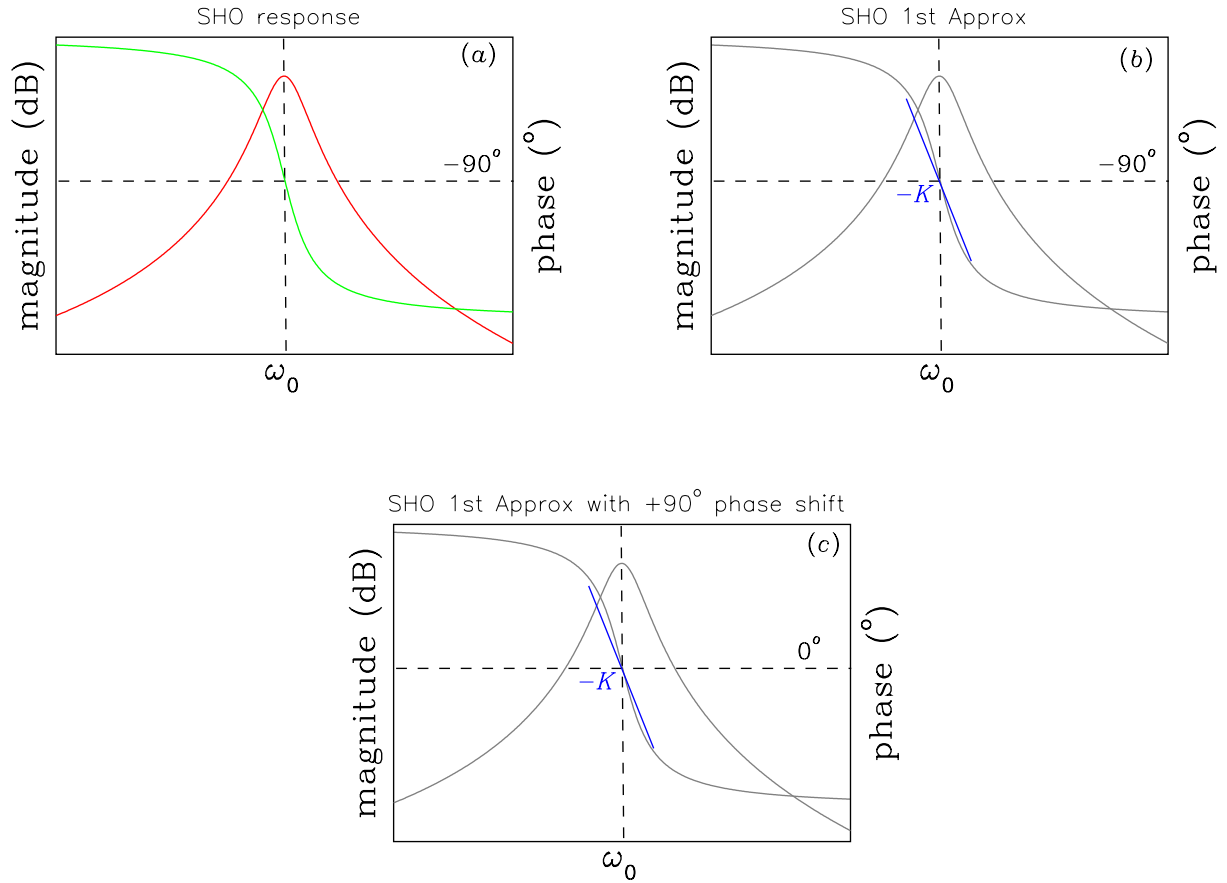 SHO response
(a)
magnitude (dB)
phase (°)
−90°
ω0
SHO 1st Approx
(b)
magnitude (dB)
phase (°)
−90°
−K
ω0
SHO 1st Approx with +90° phase shift
(c)
magnitude (dB)
phase (°)
0°
−K
ω0